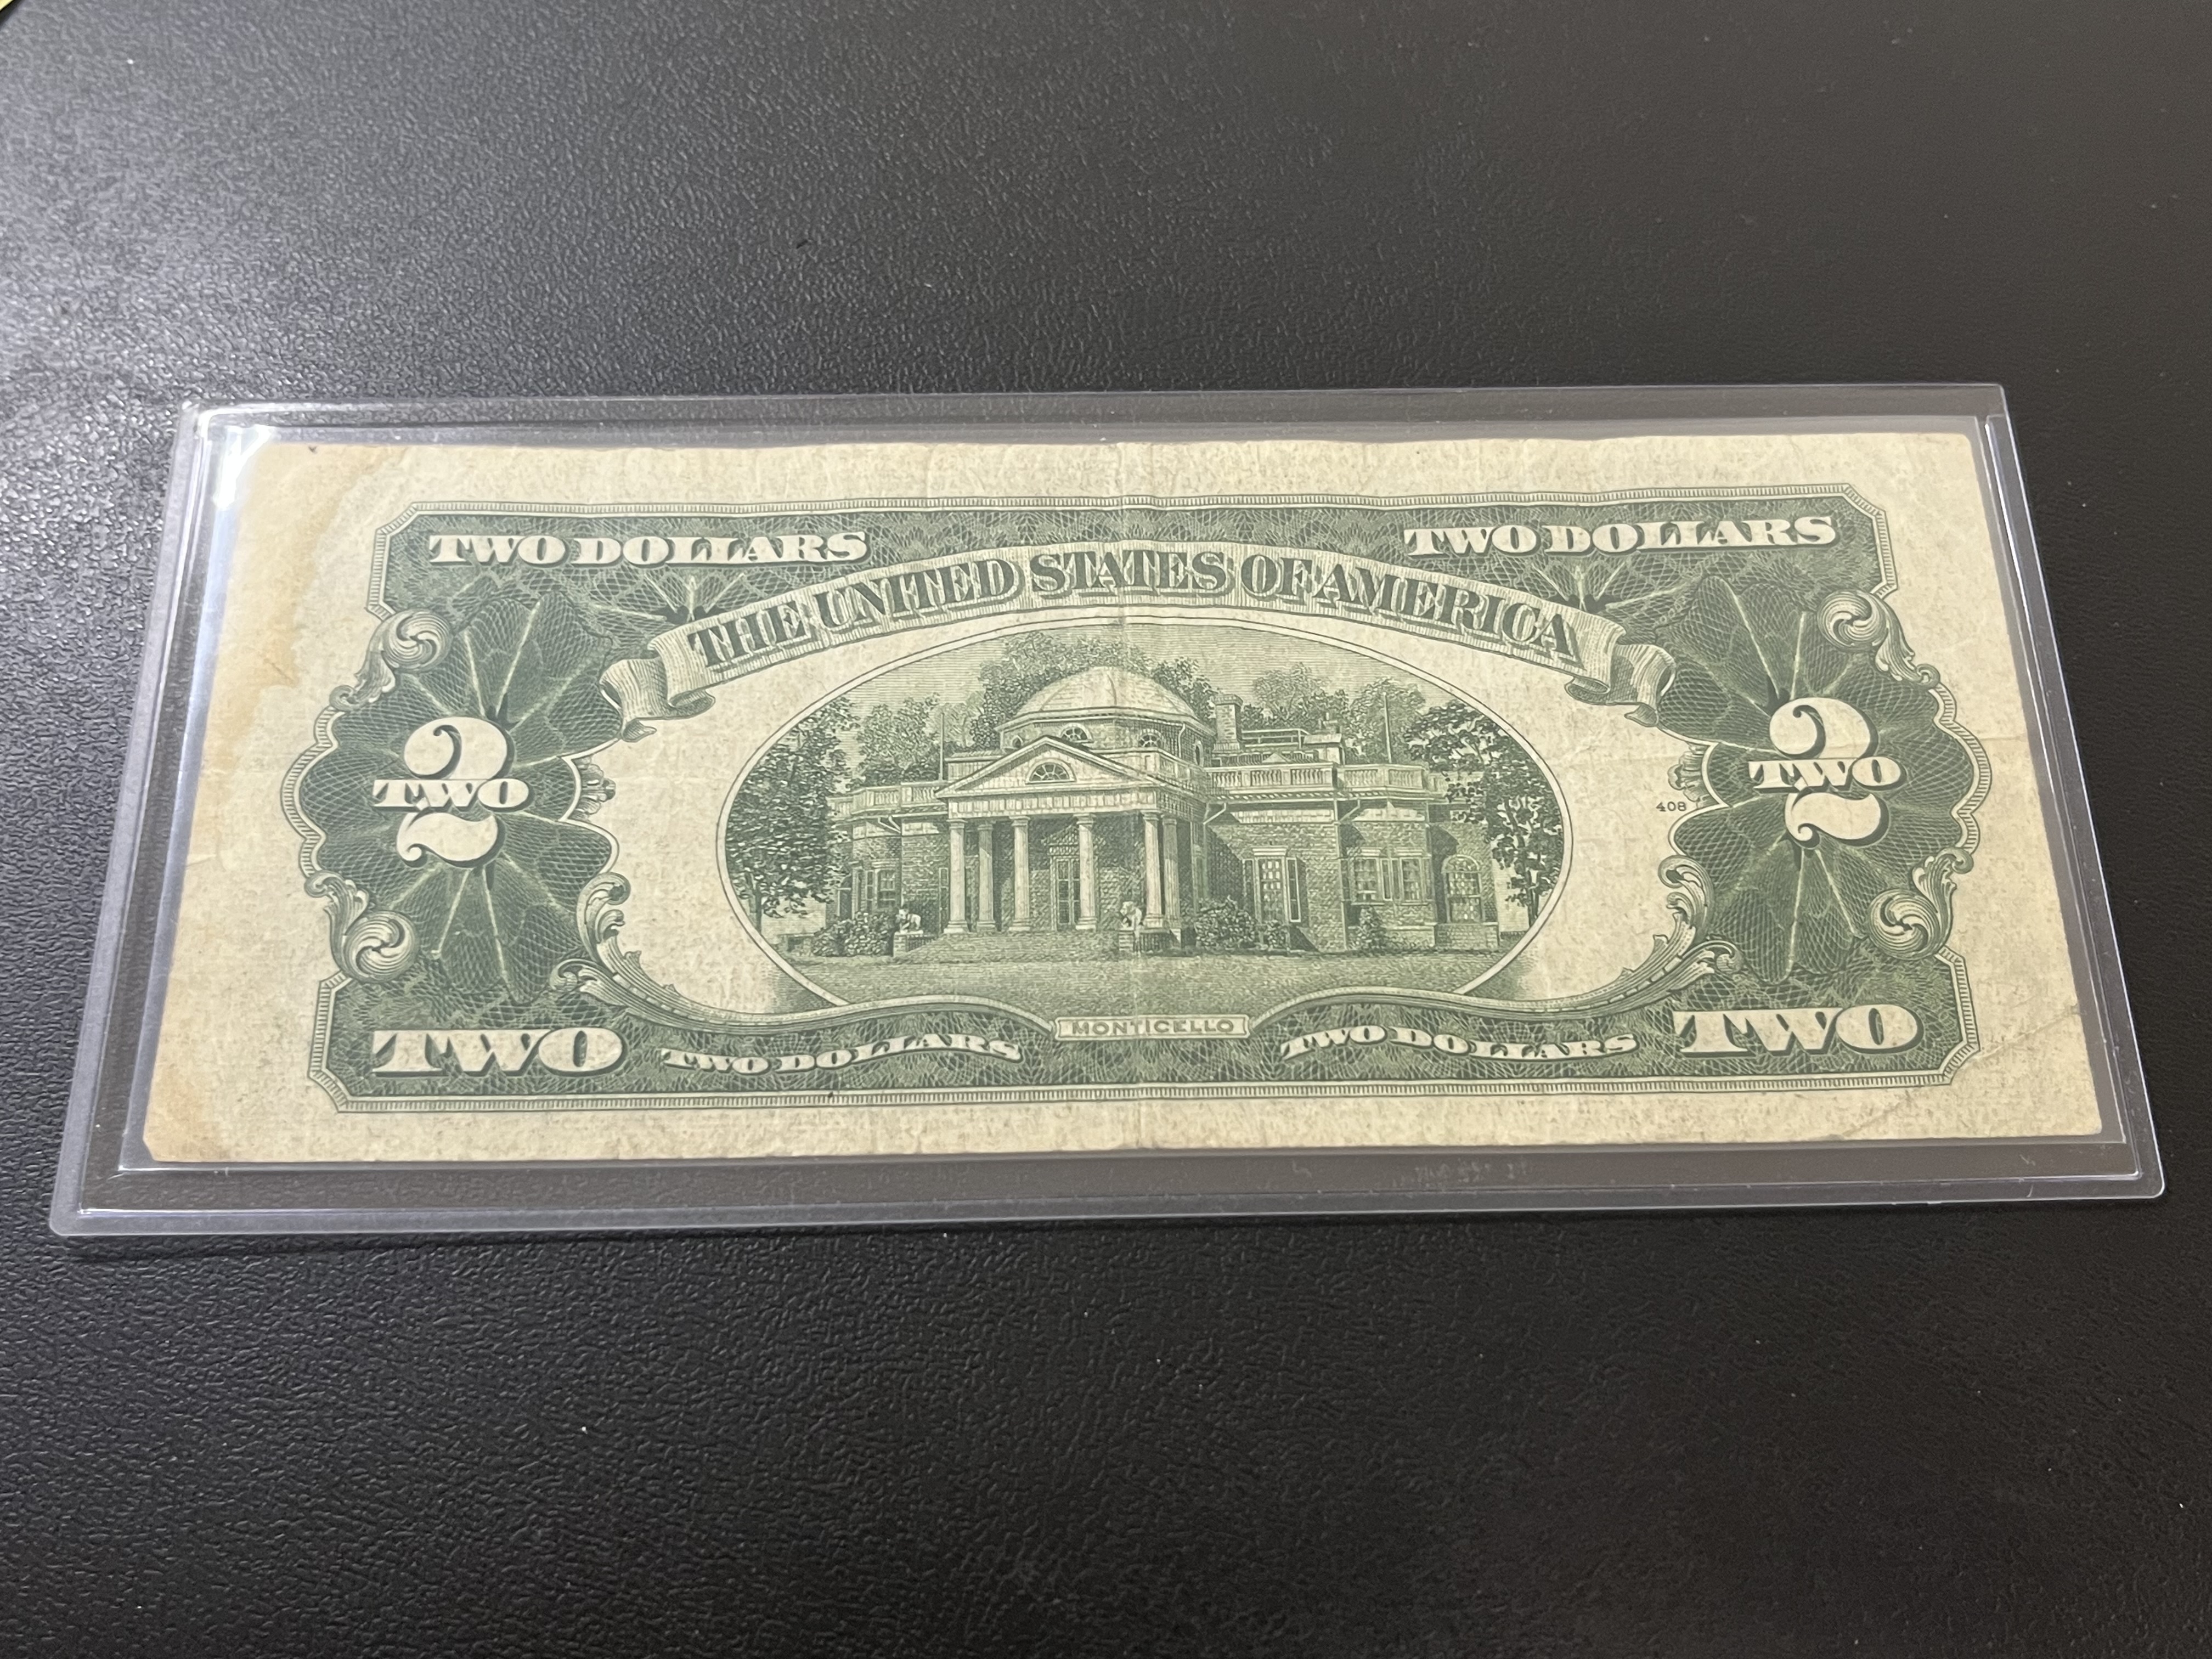 TWO DOLLARS
TWO DOLLARS
THE UNITED STATES OF AMERICA
2
TWO
2
TWO
408
MONTICELLO
TWO
TWO DOLLARS
TWO DOLLARS
TWO